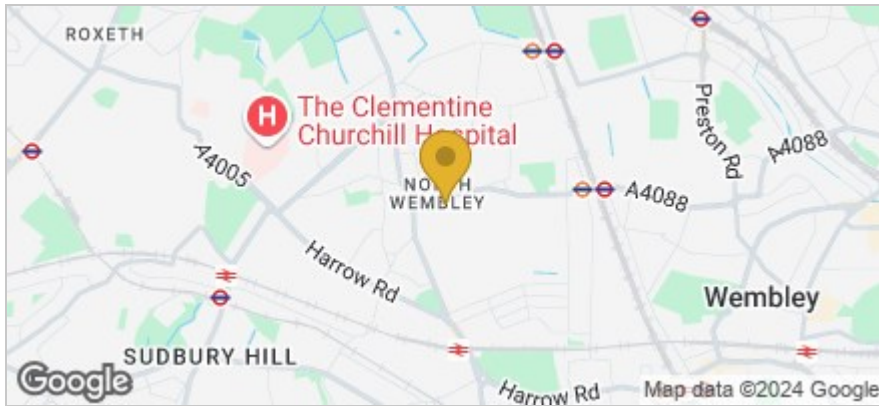 ROXETH
H
The Clementine
Churchill Hospital
A4005
Preston Rd
A4088
NORTH
WEMBLEY
A4088
Harrow Rd
Wembley
SUDBURY HILL
Harrow Rd
Google
Map data ©2024 Google